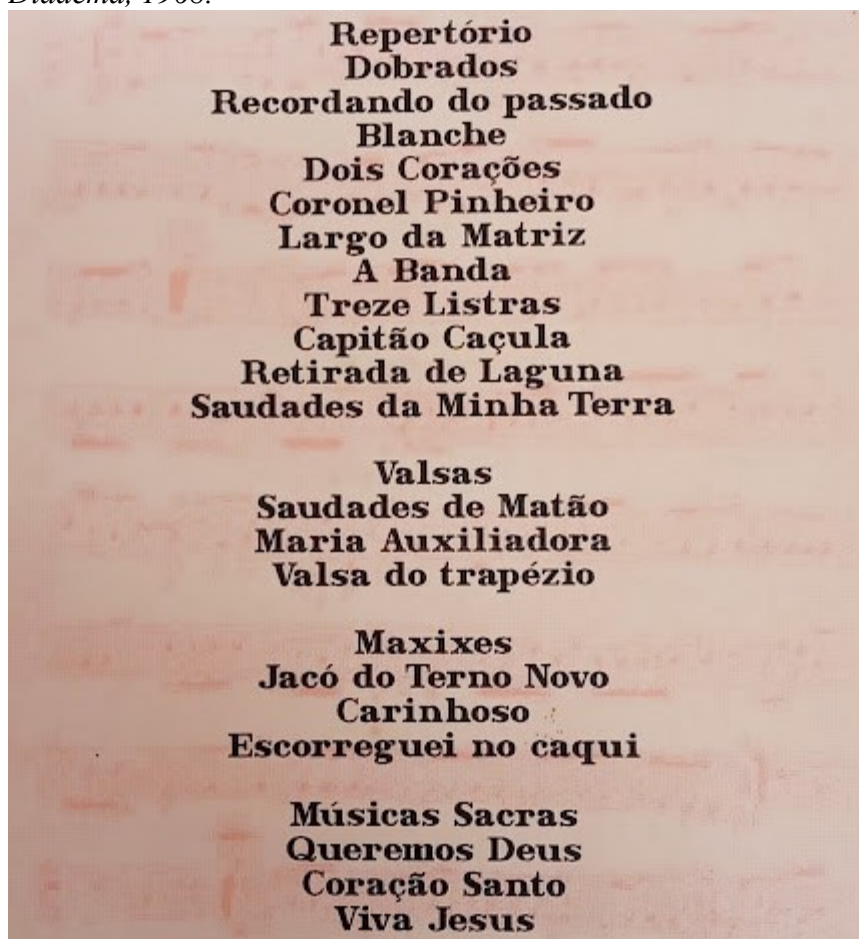 Repertório
Dobrados
Recordando do passado
Blanche
Dois Corações
Coronel Pinheiro
Largo da Matriz
A Banda
Treze Listras
Capitão Caçula
Retirada de Laguna
Saudades da Minha Terra
Valsas
Saudades de Matão
Maria Auxiliadora
Valsa do trapézio
Maxixes
Jacó do Terno Novo
Carinhoso
Escorreguei no caqui
Músicas Sacras
Queremos Deus
Coração Santo
Viva Jesus